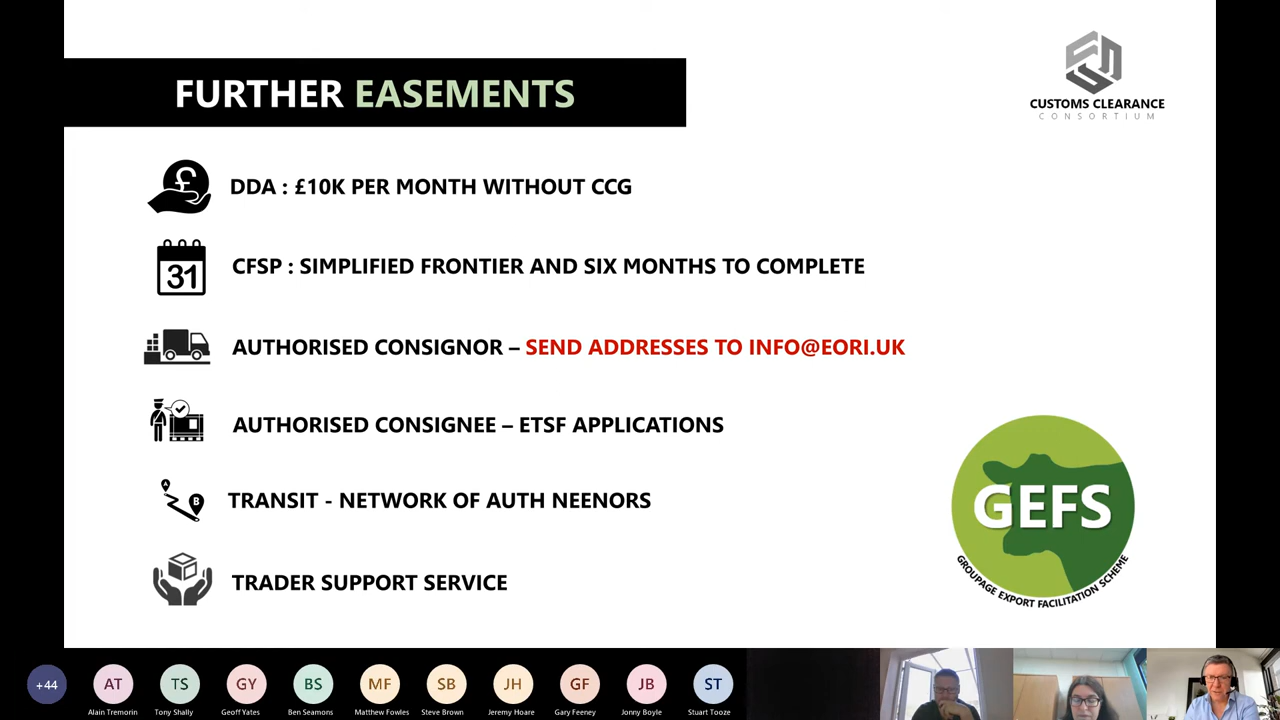 FURTHER EASEMENTS
CUSTOMS CLEARANCE
CONSORTIUM
DDA : £10K PER MONTH WITHOUT CCG
31
CFSP : SIMPLIFIED FRONTIER AND SIX MONTHS TO COMPLETE
AUTHORISED CONSIGNOR – SEND ADDRESSES TO INFO@EORI.UK
AUTHORISED CONSIGNEE – ETSF APPLICATIONS
A
B
TRANSIT - NETWORK OF AUTH NEENORS
TRADER SUPPORT SERVICE
GEFS
GROUPAGE EXPORT FACILITATION SCHEME
+44
AT TS GY BS MF SB JH GF JB ST
Alain Tremorin Tony Shally Geoff Yates Ben Seamons Matthew Fowles Steve Brown Jeremy Hoare Gary Feeney Jonny Boyle Stuart Tooze